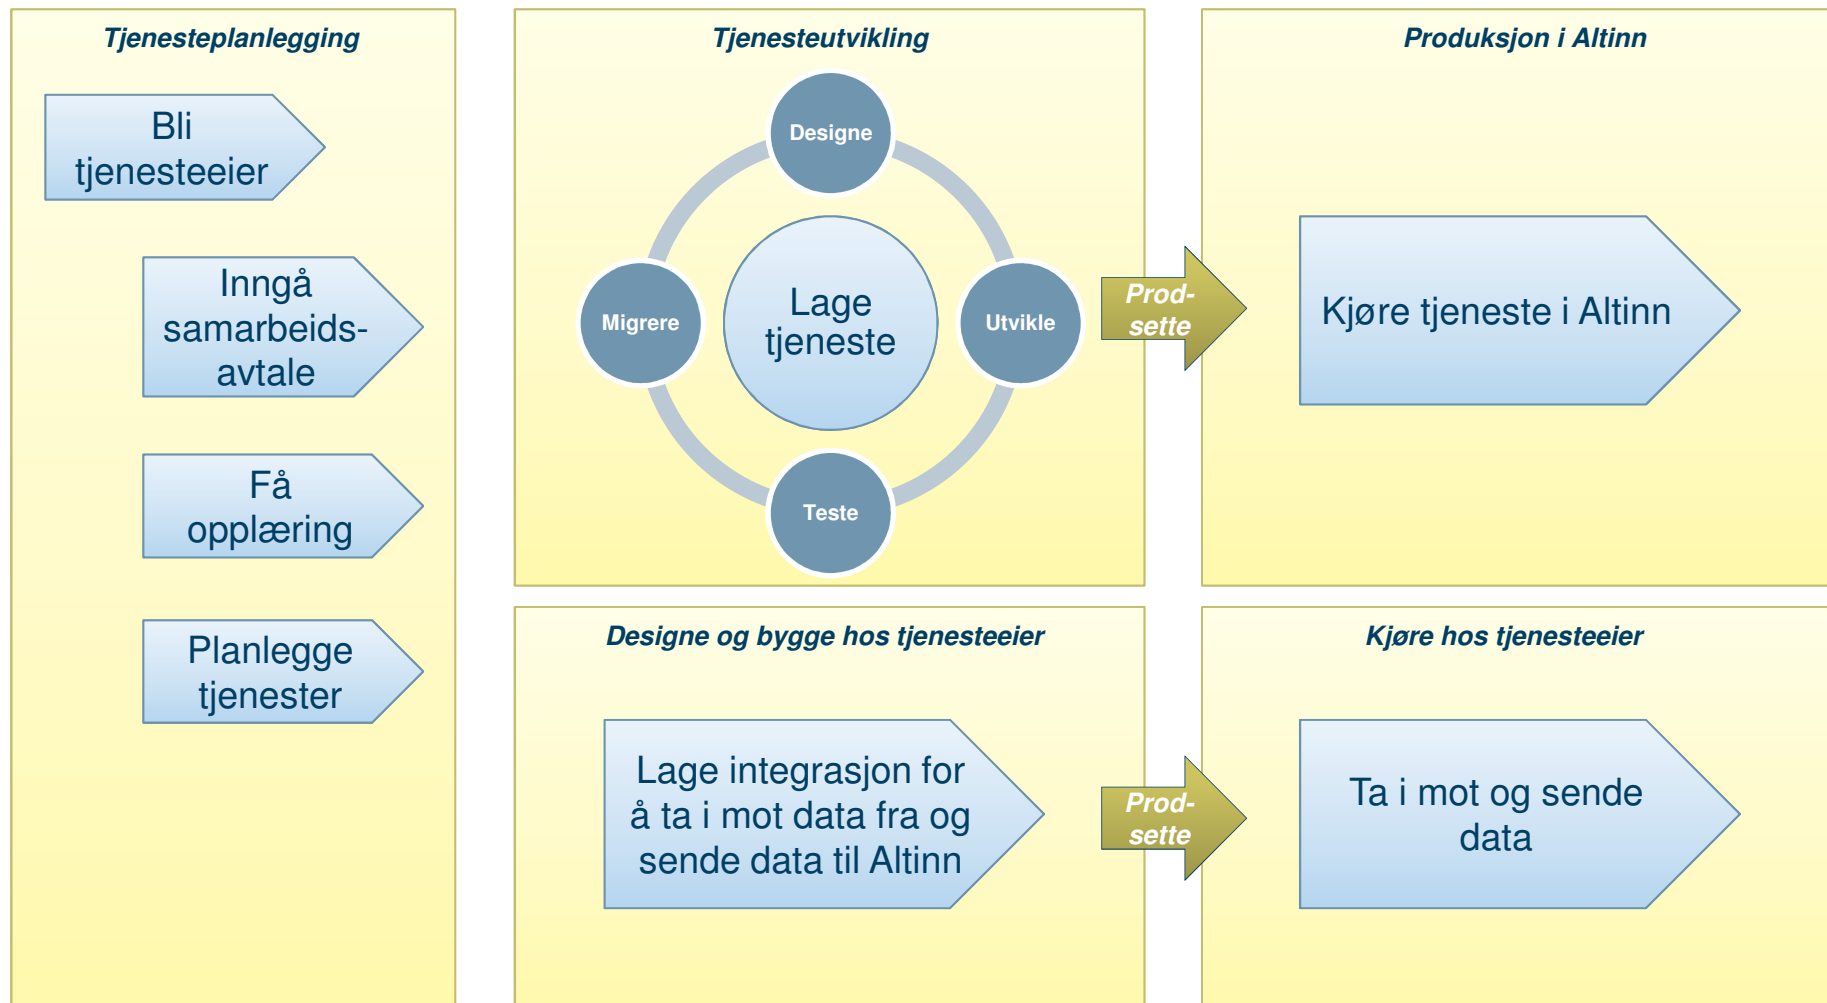 Tjenesteplanlegging
Bli
tjenesteeier
Inngå
samarbeids-
avtale
Få
opplæring
Planlegge
tjenester
Tjenesteutvikling
Designe
Migrere
Lage
tjeneste
Utvikle
Teste
Prod-
sette
Produksjon i Altinn
Kjøre tjeneste i Altinn
Designe og bygge hos tjenesteeier
Lage integrasjon for
å ta i mot data fra og
sende data til Altinn
Prod-
sette
Kjøre hos tjenesteeier
Ta i mot og sende
data